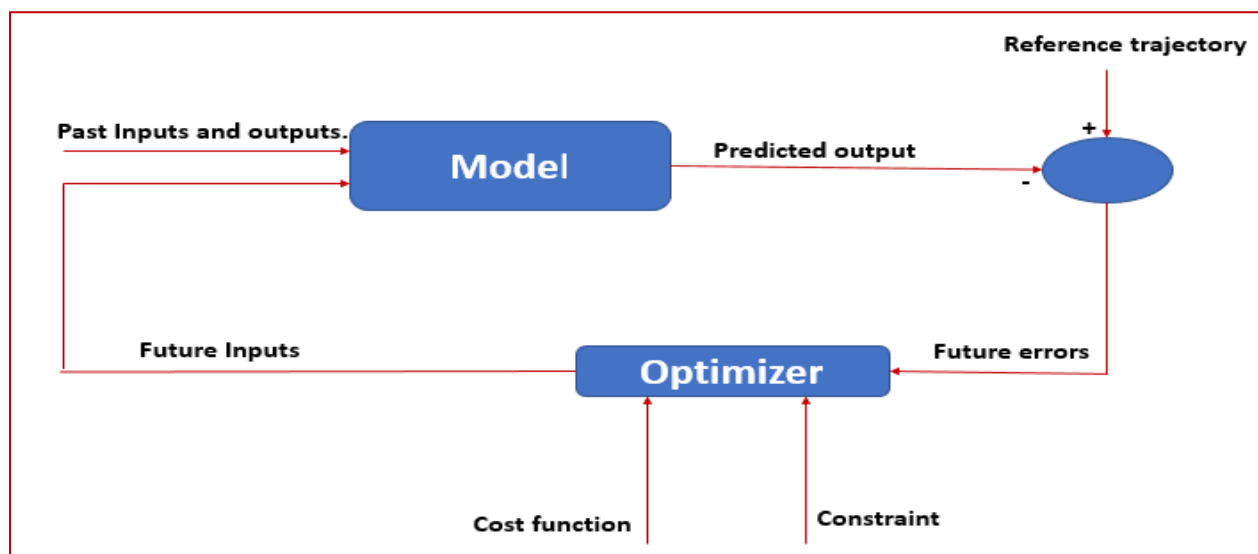 Reference trajectory
+
Past Inputs and outputs.
Model
Predicted output
-
Future Inputs
Optimizer
Future errors
Cost function
Constraint